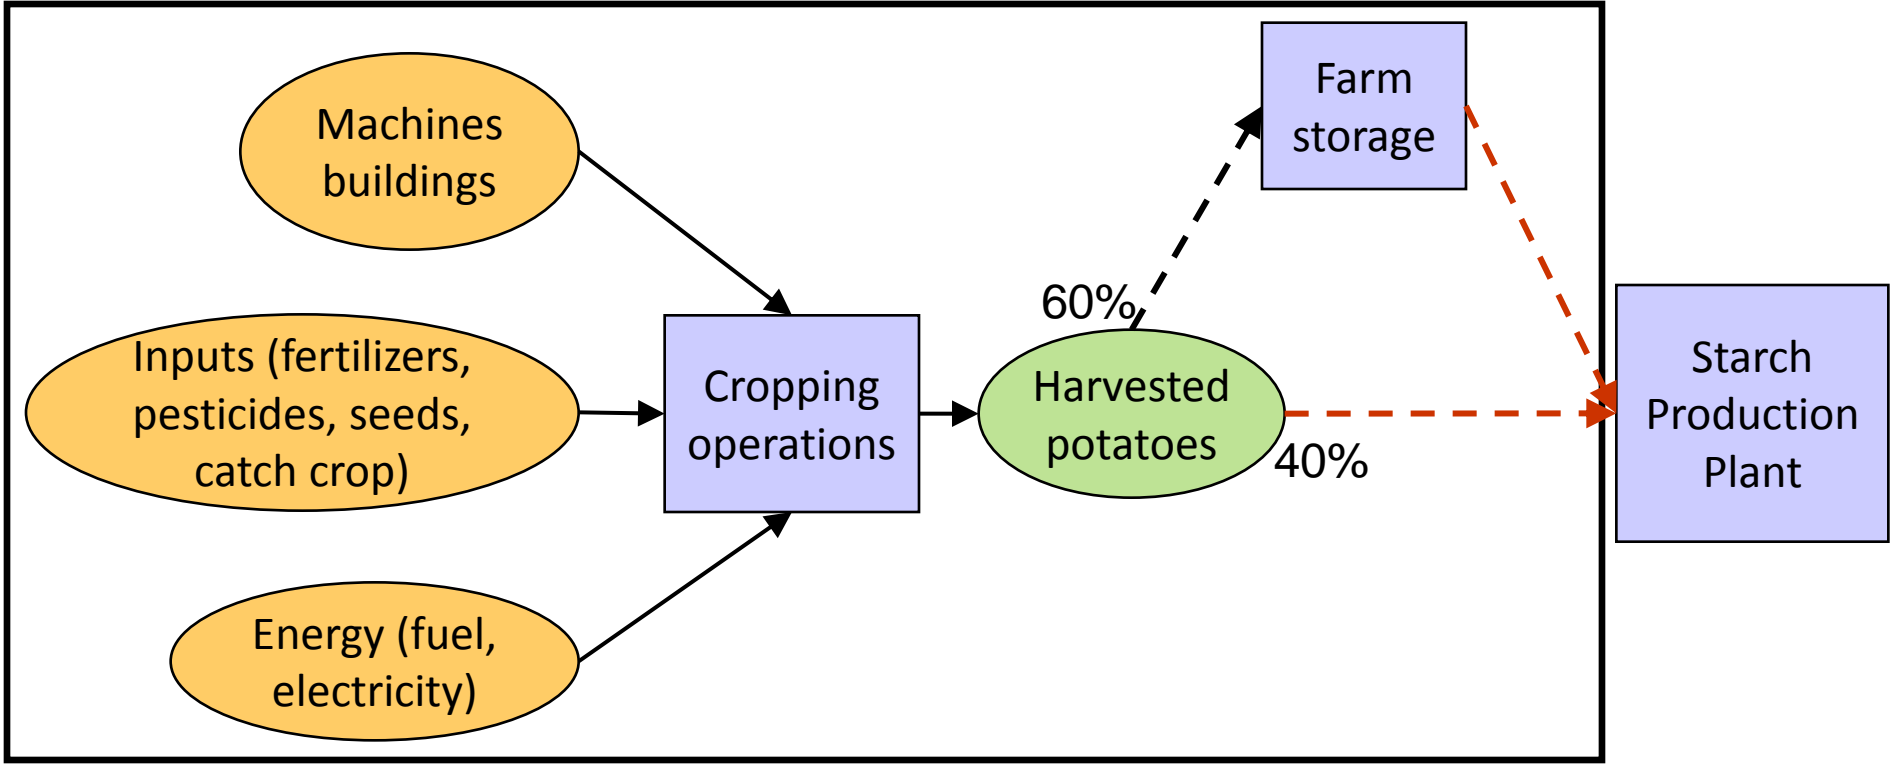 Machines
buildings
Inputs (fertilizers,
pesticides, seeds,
catch crop)
Energy (fuel,
electricity)
Cropping
operations
60%
Harvested
potatoes
40%
Farm
storage
Starch
Production
Plant